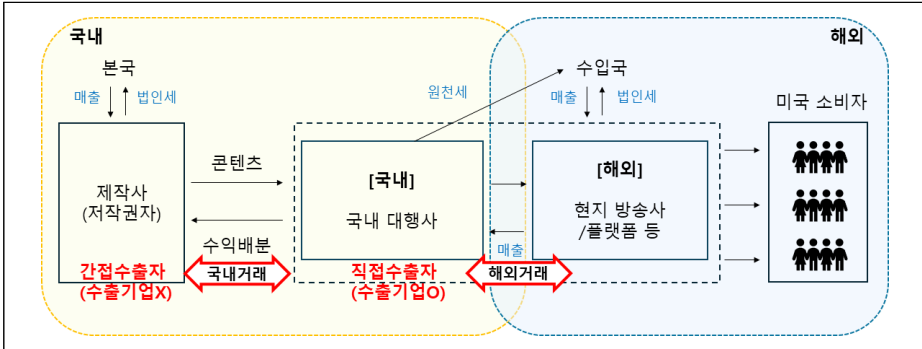 국내
해외
본국
수입국
매출
법인세
원천세
매출
법인세
미국 소비자
콘텐츠
[국내]
[해외]
제작사
(저작권자)
국내 대행사
현지 방송사
/플랫폼 등
수익배분
매출
간접수출자
(수출기업X)
국내거래
직접수출자
(수출기업O)
해외거래